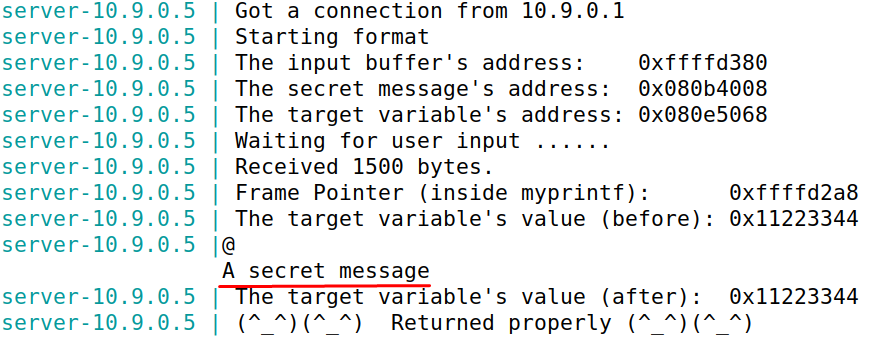 server-10.9.0.5 | Got a connection from 10.9.0.1
server-10.9.0.5 | Starting format
server-10.9.0.5 | The input buffer's address:    0xffffd380
server-10.9.0.5 | The secret message's address:  0x080b4008
server-10.9.0.5 | The target variable's address: 0x080e5068
server-10.9.0.5 | Waiting for user input ......
server-10.9.0.5 | Received 1500 bytes.
server-10.9.0.5 | Frame Pointer (inside myprintf):      0xffffd2a8
server-10.9.0.5 | The target variable's value (before): 0x11223344
server-10.9.0.5 |@
A secret message
server-10.9.0.5 | The target variable's value (after):  0x11223344
server-10.9.0.5 | (^_^)(^_^)  Returned properly (^_^)(^_^)